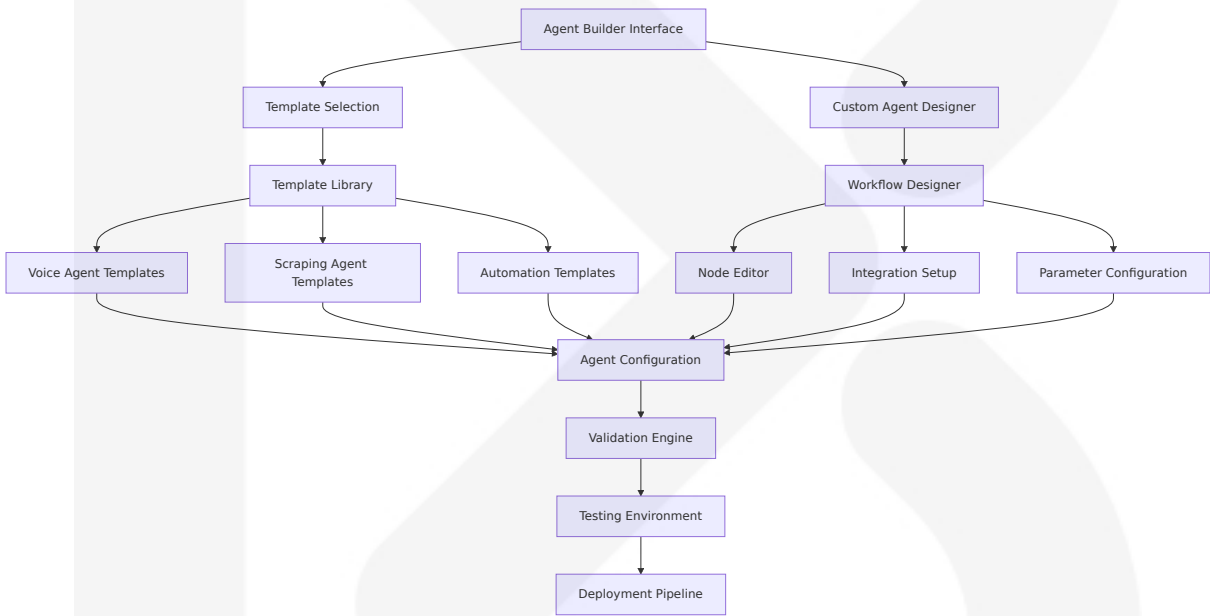 Agent Builder Interface
Template Selection
Custom Agent Designer
Template Library
Workflow Designer
Voice Agent Templates
Scraping Agent
Templates
Automation Templates
Node Editor
Integration Setup
Parameter Configuration
Agent Configuration
Validation Engine
Testing Environment
Deployment Pipeline